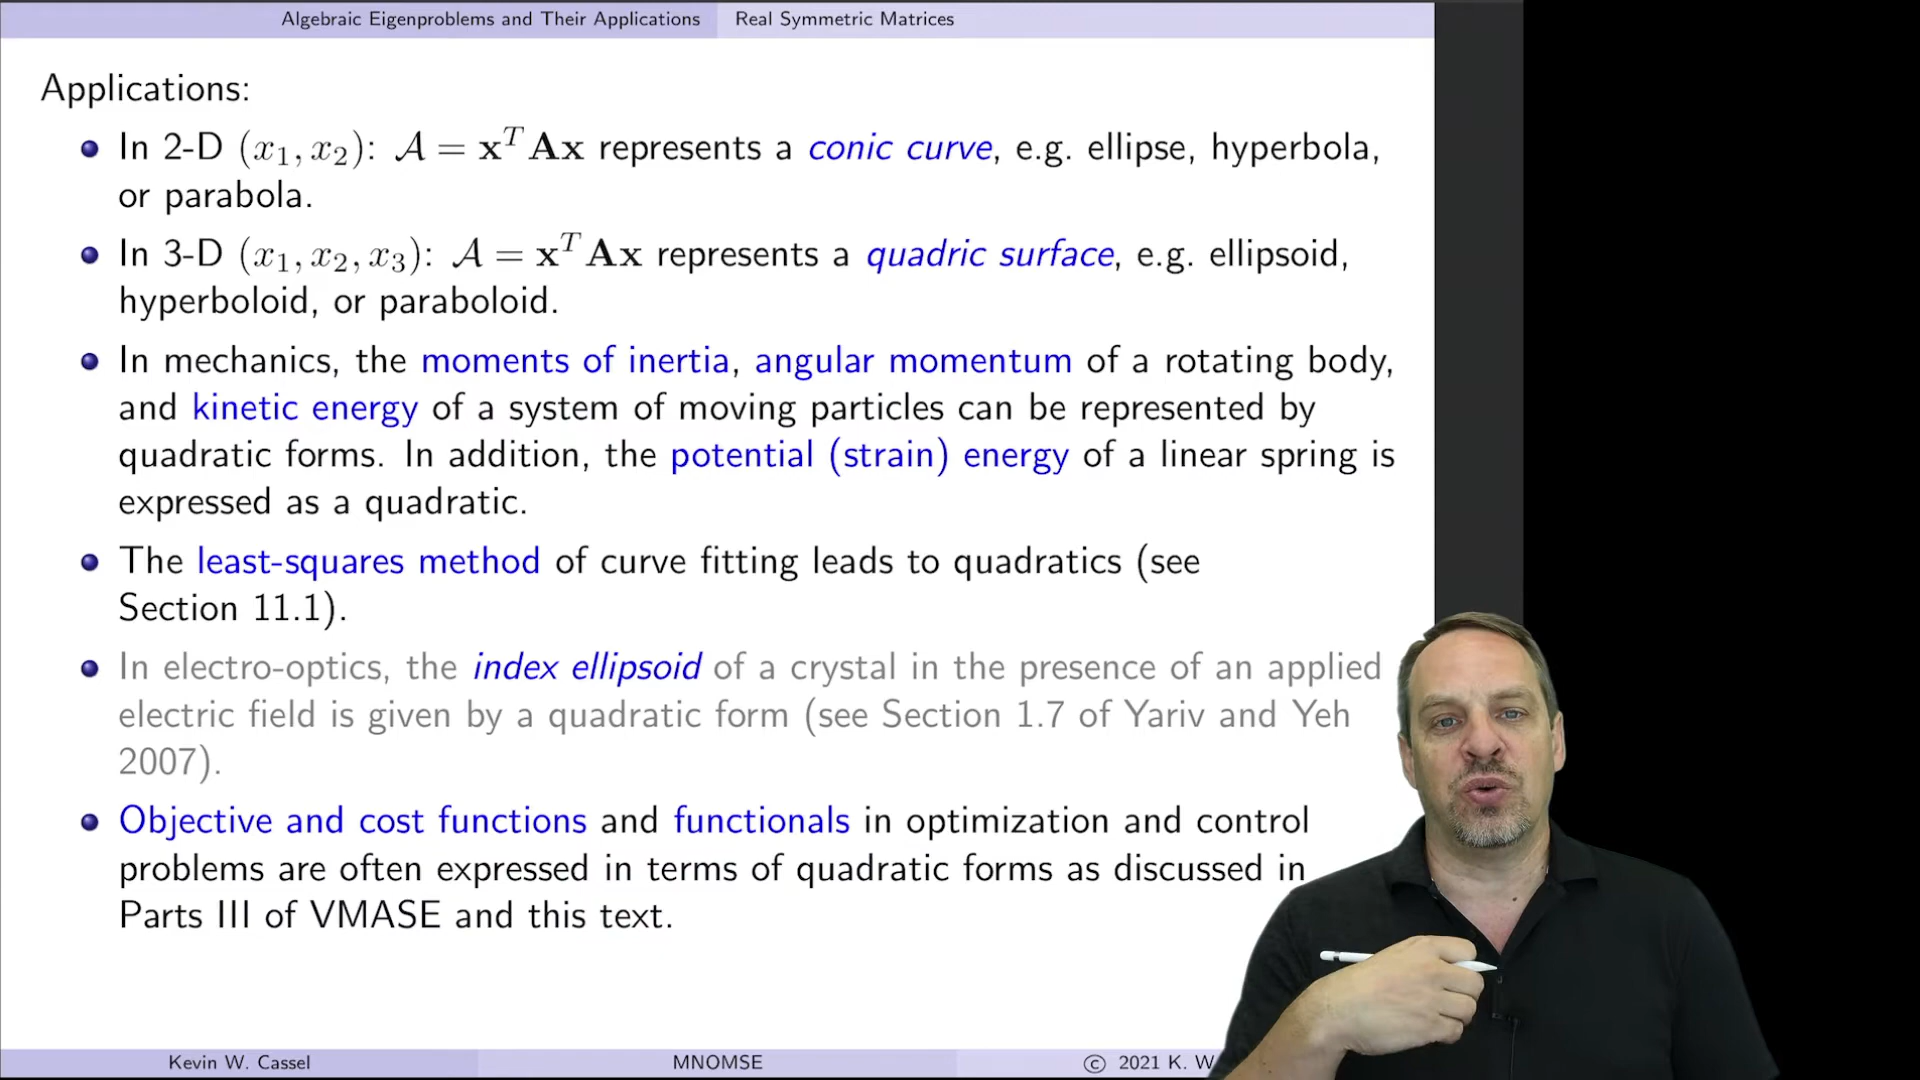 Algebraic Eigenproblems and Their Applications Real Symmetric Matrices
Applications:
In 2-D (x₁, x₂): 𝒜 = xᵀAx represents a conic curve, e.g. ellipse, hyperbola,
or parabola.
In 3-D (x₁, x₂, x₃): 𝒜 = xᵀAx represents a quadric surface, e.g. ellipsoid,
hyperboloid, or paraboloid.
In mechanics, the moments of inertia, angular momentum of a rotating body,
and kinetic energy of a system of moving particles can be represented by
quadratic forms. In addition, the potential (strain) energy of a linear spring is
expressed as a quadratic.
The least-squares method of curve fitting leads to quadratics (see
Section 11.1).
In electro-optics, the index ellipsoid of a crystal in the presence of an applied
electric field is given by a quadratic form (see Section 1.7 of Yariv and Yeh
2007).
Objective and cost functions and functionals in optimization and control
problems are often expressed in terms of quadratic forms as discussed in
Parts III of VMASE and this text.
Kevin W. Cassel MNOMSE © 2021 K. W